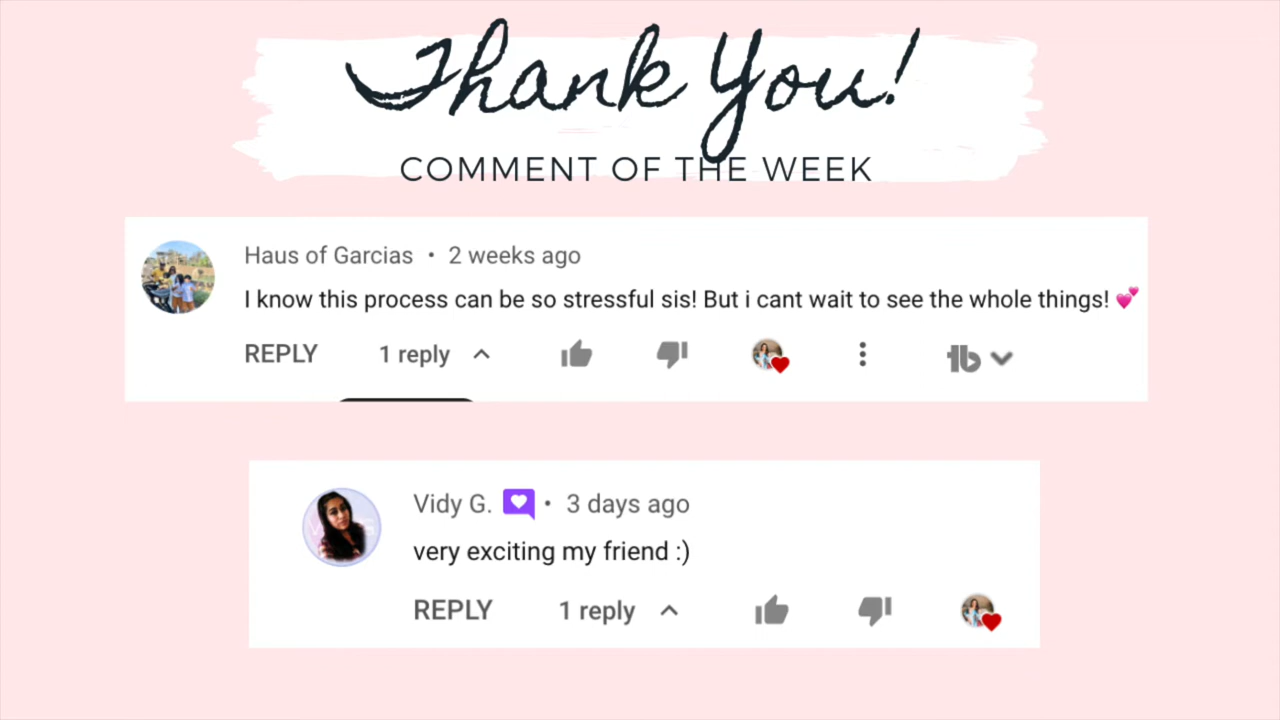 Thank You!
COMMENT OF THE WEEK
Haus of Garcias • 2 weeks ago
I know this process can be so stressful sis! But i cant wait to see the whole things! 💕
REPLY 1 reply
Vidy G. • 3 days ago
very exciting my friend :)
REPLY 1 reply